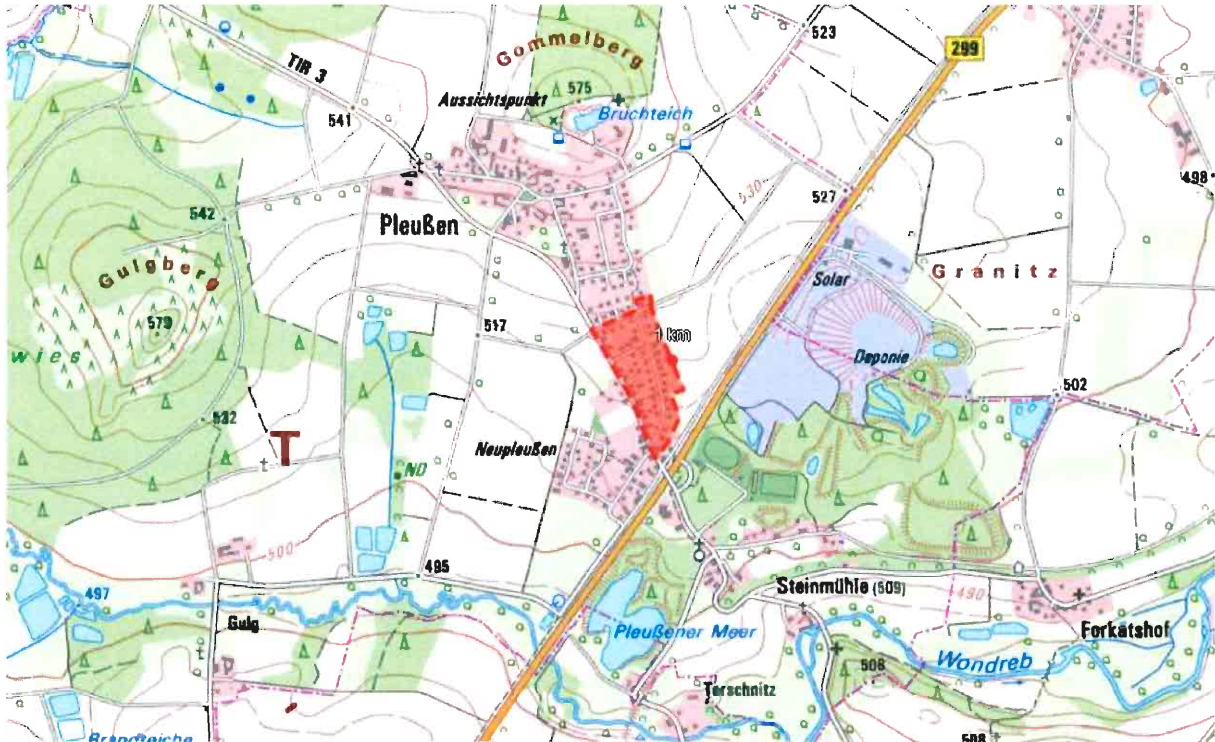 523
299
TIR 3
Gommelberg
575
Aussichtspunkt
Bruchteich
541
498
530
527
542
Pleußen
Gulgberg
Granitz
Solar
517
1 km
579
wies
Deponie
502
532
T
Neupleußen
ND
500
495
497
Steinmühle (509)
490
Gulg
Pleußener Meer
Forkatshof
508
Wondreb
Terschnitz
Brandteiche
508